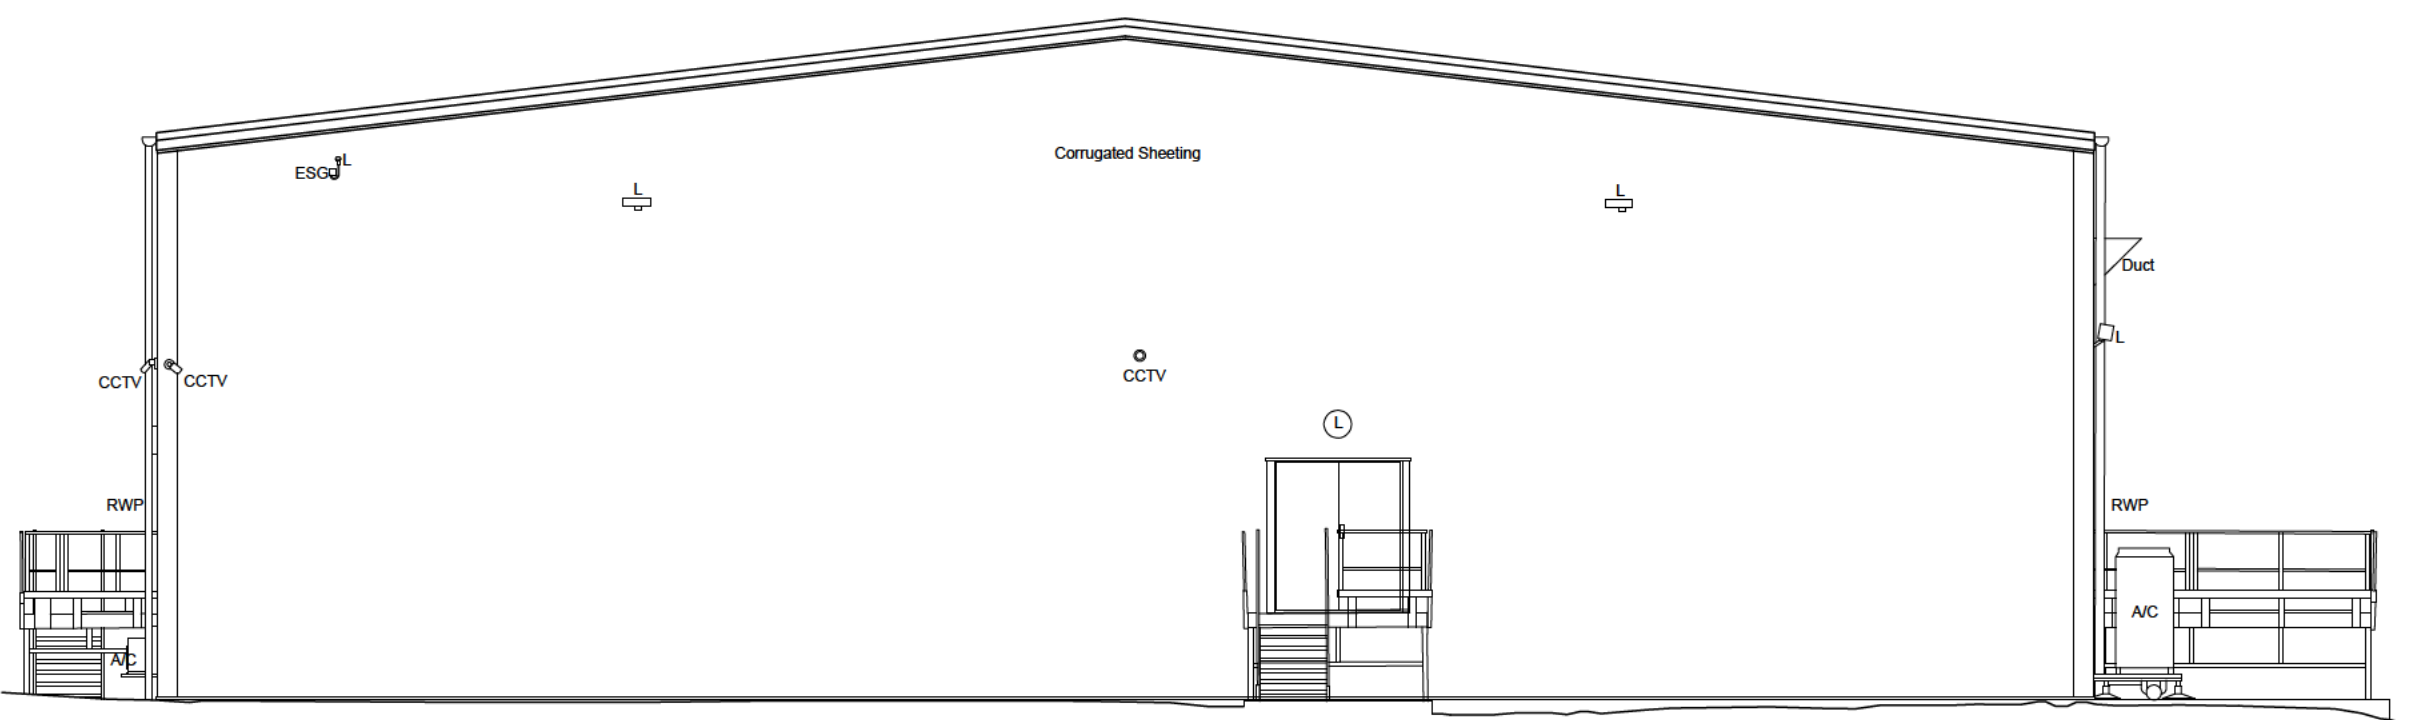 Corrugated Sheeting
L
ESG
L
L
Duct
L
CCTV
CCTV
CCTV
L
RWP
RWP
A/C
A/C